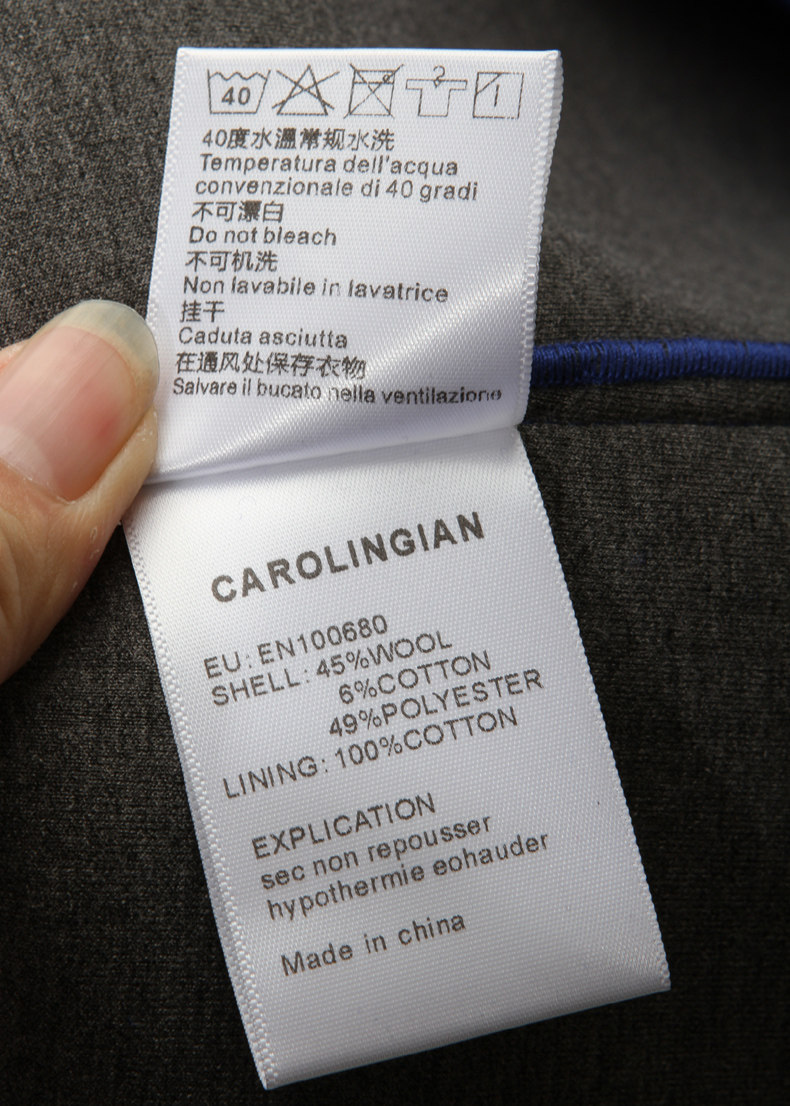 40
40度水温常规水洗
Temperatura dell'acqua
convenzionale di 40 gradi
不可漂白
Do not bleach
不可机洗
Non lavabile in lavatrice
挂干
Caduta asciutta
在通风处保存衣物
Salvare il bucato nella ventilazione
CAROLINGIAN
EU: EN100680
SHELL: 45%WOOL
6%COTTON
49%POLYESTER
LINING: 100%COTTON
EXPLICATION
sec non repousser
hypothermie eohauder
Made in china